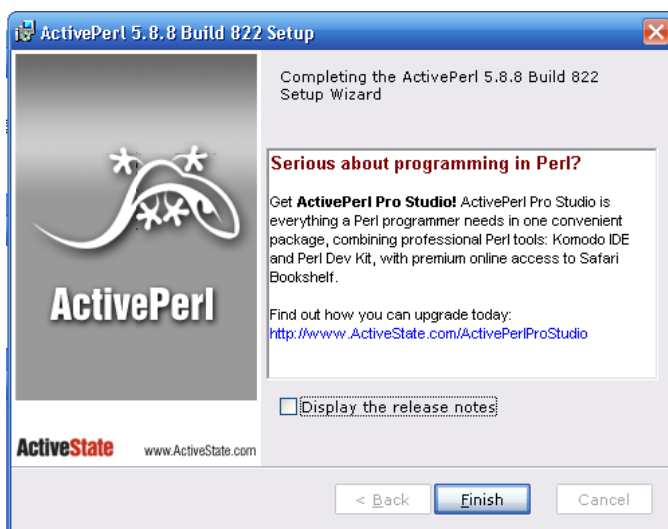 ActivePerl 5.8.8 Build 822 Setup
Completing the ActivePerl 5.8.8 Build 822
Setup Wizard
Serious about programming in Perl?
Get ActivePerl Pro Studio! ActivePerl Pro Studio is
everything a Perl programmer needs in one convenient
package, combining professional Perl tools: Komodo IDE
and Perl Dev Kit, with premium online access to Safari
Bookshelf.
Find out how you can upgrade today:
http://www.ActiveState.com/ActivePerlProStudio
ActivePerl
Display the release notes
ActiveState www.ActiveState.com
< Back Finish Cancel